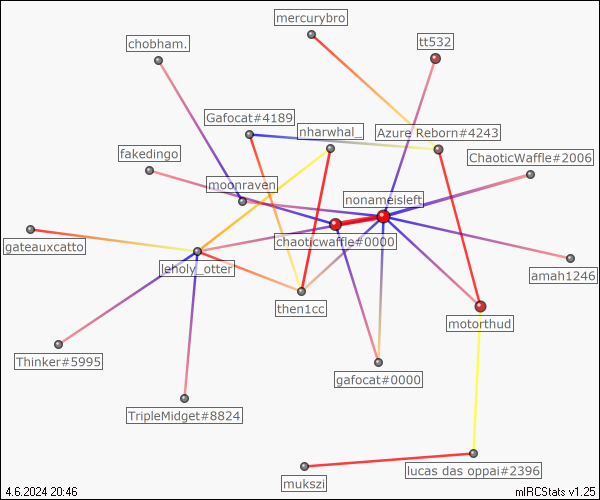 mercurybro
chobham.
tt532
Gafocat#4189
nharwhal_
Azure Reborn#4243
fakedingo
ChaoticWaffle#2006
moonraven
nonameisleft
gateauxcatto
chaoticwaffle#0000
leholy_otter
amah1246
then1cc
motorthud
Thinker#5995
gafocat#0000
TripleMidget#8824
lucas das oppai#2396
mukszi
4.6.2024 20:46
mIRCStats v1.25